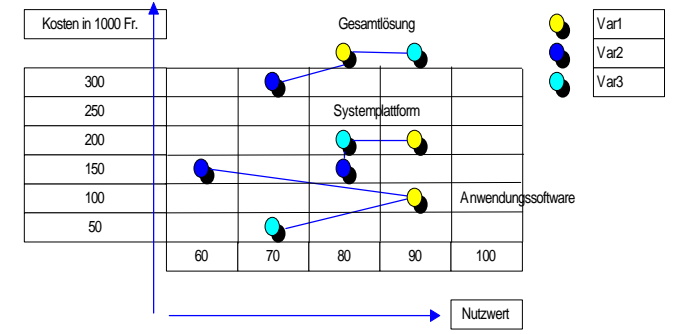 Kosten in 1000 Fr.
Gesamtlösung
Var1
Var2
Var3
300
250
Systemplattform
200
150
100
Anwendungssoftware
50
60
70
80
90
100
Nutzwert